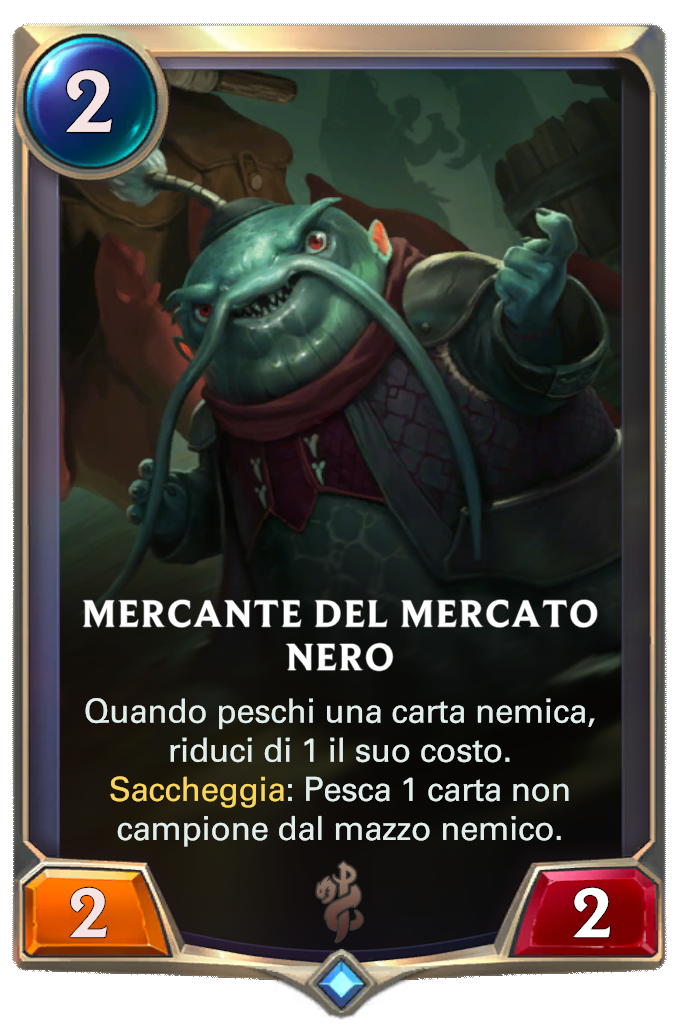 2
MERCANTE DEL MERCATO
NERO
Quando peschi una carta nemica,
riduci di 1 il suo costo.
Saccheggia: Pesca 1 carta non
campione dal mazzo nemico.
2
2